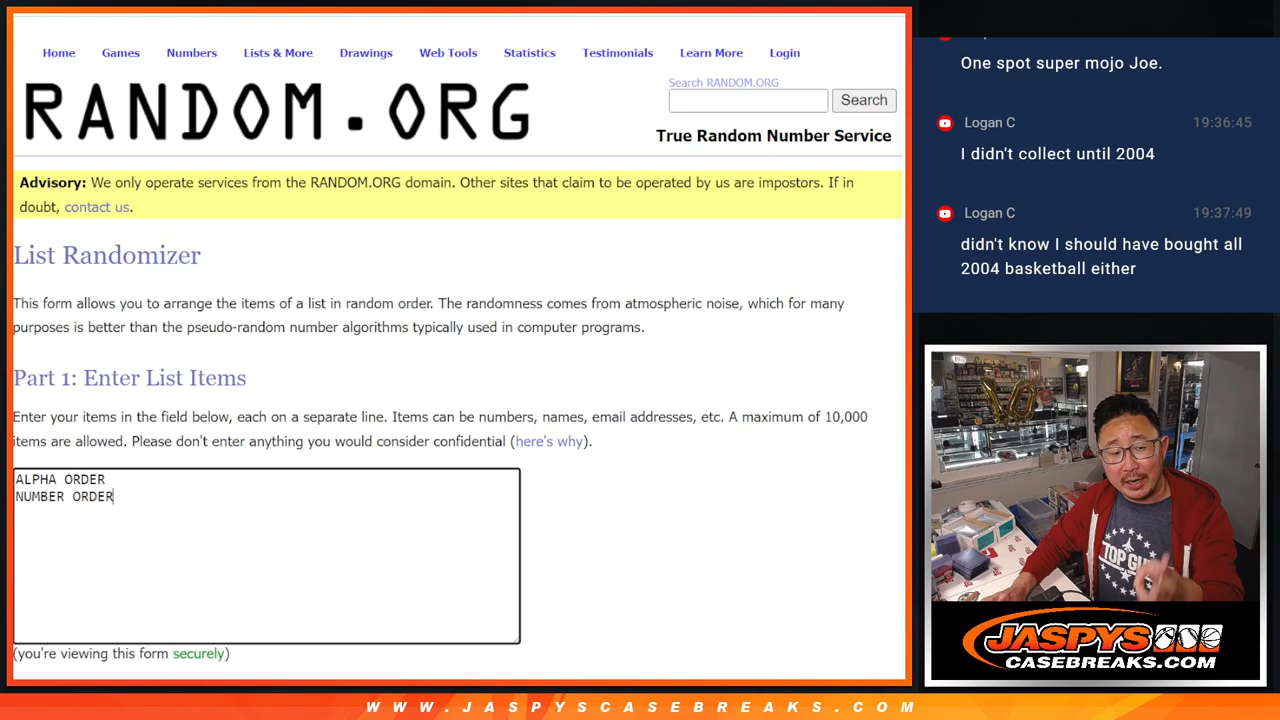 Home Games Numbers Lists & More Drawings Web Tools Statistics Testimonials Learn More Login
RANDOM.ORG
Search RANDOM.ORG
Search
True Random Number Service
Advisory: We only operate services from the RANDOM.ORG domain. Other sites that claim to be operated by us are impostors. If in
doubt, contact us.
List Randomizer
This form allows you to arrange the items of a list in random order. The randomness comes from atmospheric noise, which for many
purposes is better than the pseudo-random number algorithms typically used in computer programs.
Part 1: Enter List Items
Enter your items in the field below, each on a separate line. Items can be numbers, names, email addresses, etc. A maximum of 10,000
items are allowed. Please don't enter anything you would consider confidential (here's why).
ALPHA ORDER
NUMBER ORDER
(you're viewing this form securely)
One spot super mojo Joe.
Logan C 19:36:45
I didn't collect until 2004
Logan C 19:37:49
didn't know I should have bought all
2004 basketball either
TOP GUN
JASPYS
CASEBREAKS.COM
WWW.JASPYSCASEBREAKS.COM